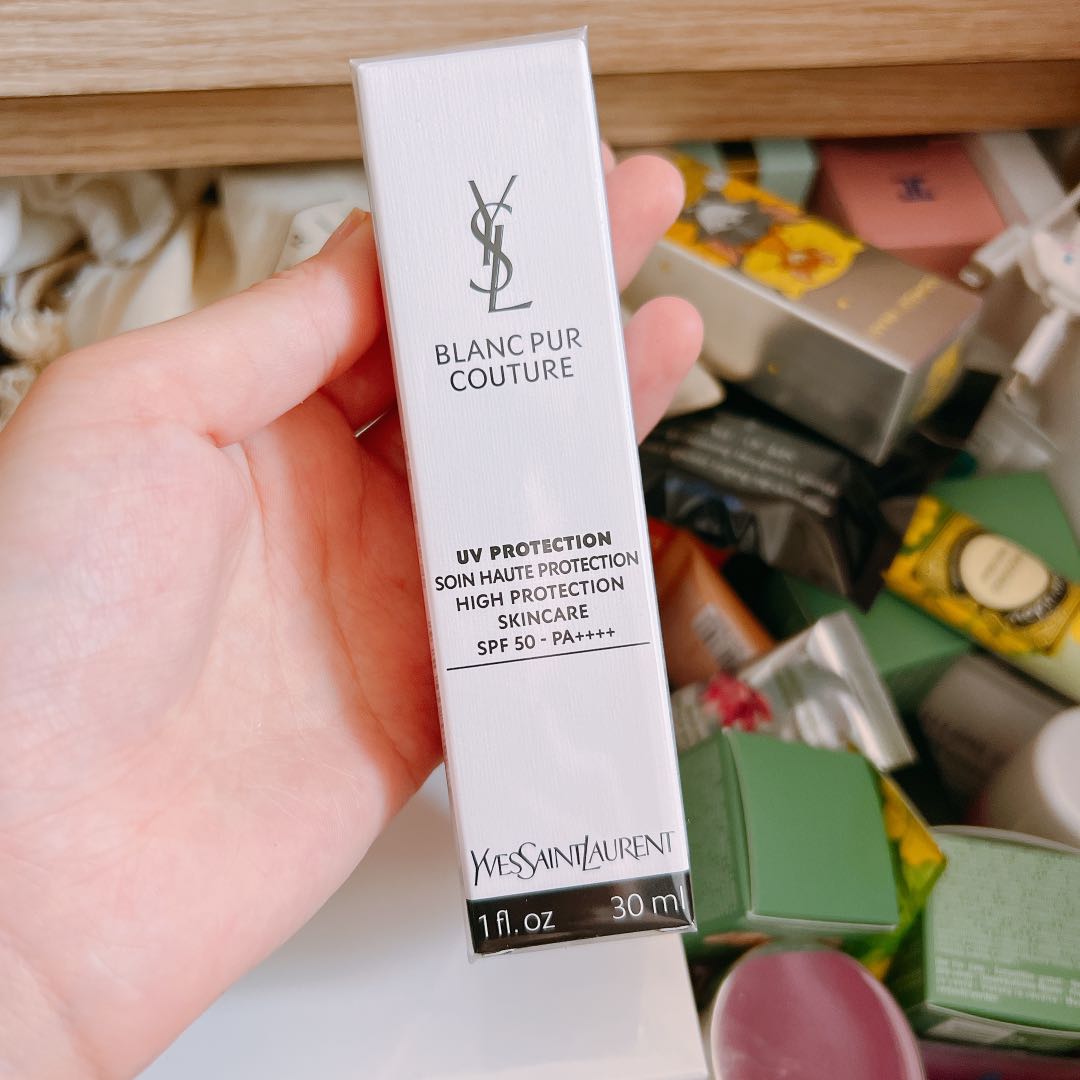 YSL
BLANC PUR
COUTURE
UV PROTECTION
SOIN HAUTE PROTECTION
HIGH PROTECTION
SKINCARE
SPF 50 - PA++++
YVESSAINTLAURENT
1 fl. oz 30 ml